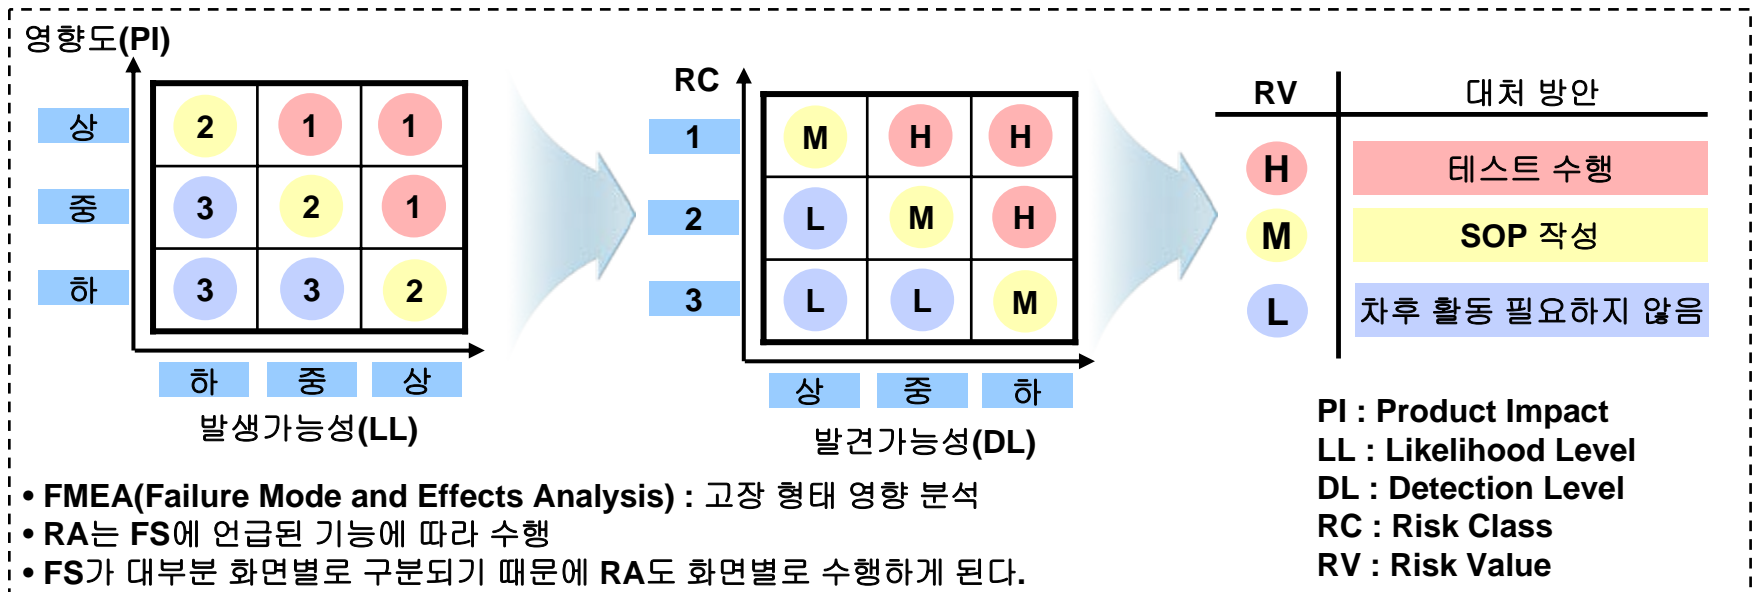 영향도(PI)
상 2 1 1
중 3 2 1
하 3 3 2
하 중 상
발생가능성(LL)
RC
1 M H H
2 L M H
3 L L M
상 중 하
발견가능성(DL)
RV 대처 방안
H 테스트 수행
M SOP 작성
L 차후 활동 필요하지 않음
PI : Product Impact
LL : Likelihood Level
DL : Detection Level
RC : Risk Class
RV : Risk Value
• FMEA(Failure Mode and Effects Analysis) : 고장 형태 영향 분석
• RA는 FS에 언급된 기능에 따라 수행
• FS가 대부분 화면별로 구분되기 때문에 RA도 화면별로 수행하게 된다.